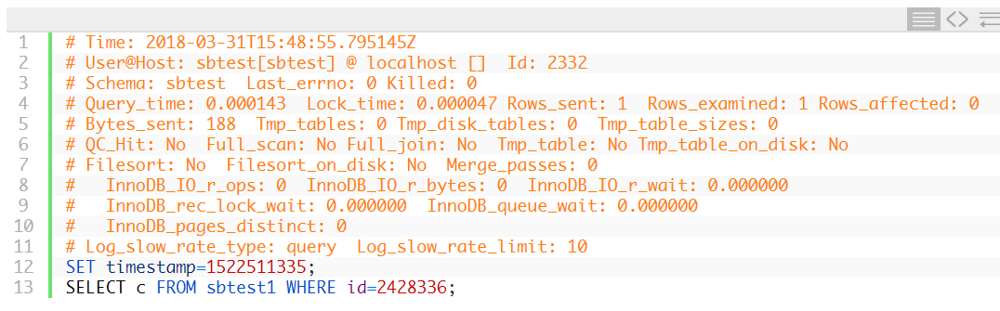 1 # Time: 2018-03-31T15:48:55.795145Z
2 # User@Host: sbtest[sbtest] @ localhost []  Id: 2332
3 # Schema: sbtest  Last_errno: 0 Killed: 0
4 # Query_time: 0.000143  Lock_time: 0.000047 Rows_sent: 1  Rows_examined: 1 Rows_affected: 0
5 # Bytes_sent: 188  Tmp_tables: 0 Tmp_disk_tables: 0  Tmp_table_sizes: 0
6 # QC_Hit: No  Full_scan: No Full_join: No  Tmp_table: No Tmp_table_on_disk: No
7 # Filesort: No  Filesort_on_disk: No  Merge_passes: 0
8 #   InnoDB_IO_r_ops: 0  InnoDB_IO_r_bytes: 0  InnoDB_IO_r_wait: 0.000000
9 #   InnoDB_rec_lock_wait: 0.000000  InnoDB_queue_wait: 0.000000
10 #   InnoDB_pages_distinct: 0
11 # Log_slow_rate_type: query  Log_slow_rate_limit: 10
12 SET timestamp=1522511335;
13 SELECT c FROM sbtest1 WHERE id=2428336;